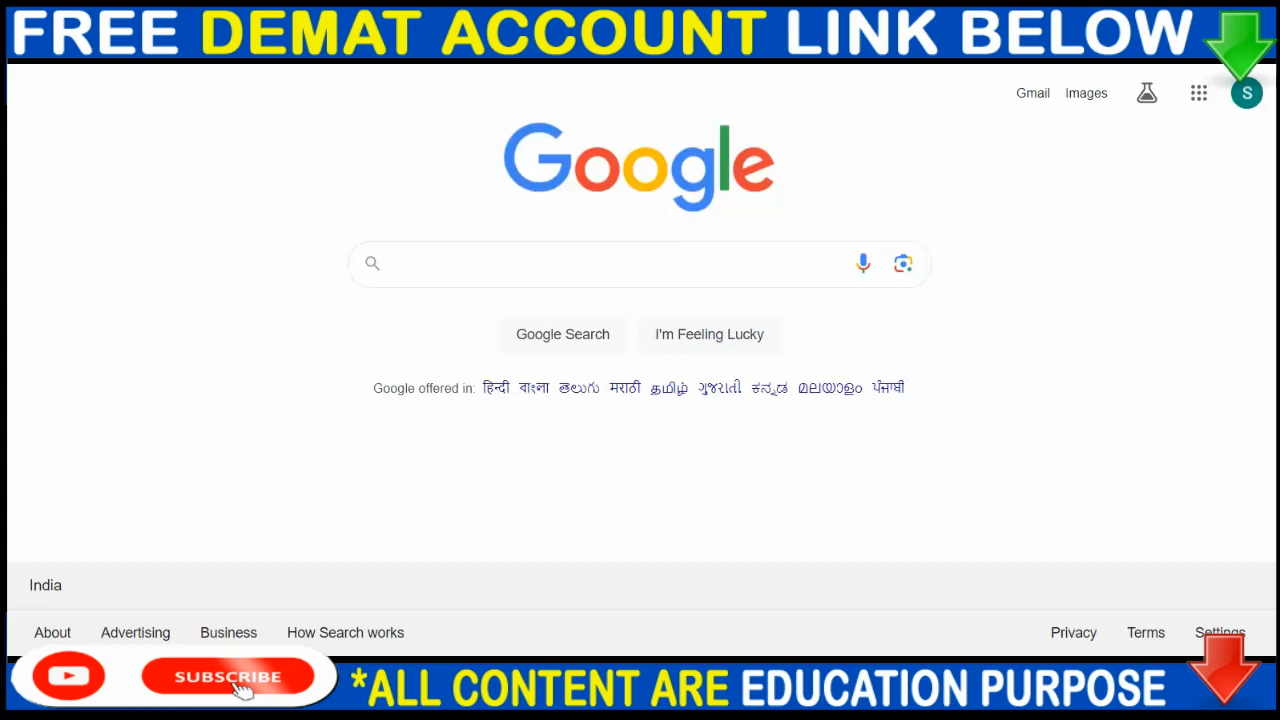 FREE DEMAT ACCOUNT LINK BELOW
Gmail Images S
Google
Google Search I'm Feeling Lucky
Google offered in: हिन्दी বাংলা తెలుగు मराठी தமிழ் ગુજરાતી ಕನ್ನಡ മലയാളം ਪੰਜਾਬੀ
India
About Advertising Business How Search works Privacy Terms Settings
SUBSCRIBE *ALL CONTENT ARE EDUCATION PURPOSE